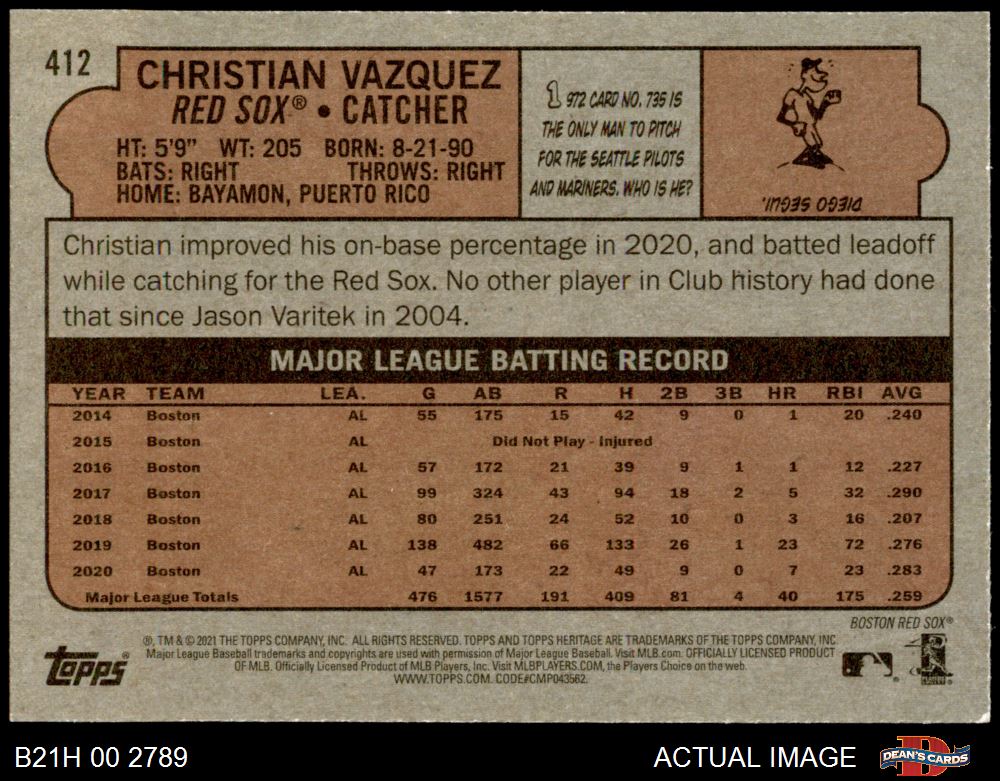 412
CHRISTIAN VAZQUEZ
RED SOX® • CATCHER
HT: 5'9" WT: 205 BORN: 8-21-90
BATS: RIGHT THROWS: RIGHT
HOME: BAYAMON, PUERTO RICO
1972 CARD NO. 735 IS
THE ONLY MAN TO PITCH
FOR THE SEATTLE PILOTS
AND MARINERS. WHO IS HE?
DIEGO SEGUI.
Christian improved his on-base percentage in 2020, and batted leadoff
while catching for the Red Sox. No other player in Club history had done
that since Jason Varitek in 2004.
MAJOR LEAGUE BATTING RECORD
YEAR TEAM LEA. G AB R H 2B 3B HR RBI AVG
2014 Boston AL 55 175 15 42 9 0 1 20 .240
2015 Boston AL Did Not Play - Injured
2016 Boston AL 57 172 21 39 9 1 1 12 .227
2017 Boston AL 99 324 43 94 18 2 5 32 .290
2018 Boston AL 80 251 24 52 10 0 3 16 .207
2019 Boston AL 138 482 66 133 26 1 23 72 .276
2020 Boston AL 47 173 22 49 9 0 7 23 .283
Major League Totals 476 1577 191 409 81 4 40 175 .259
BOSTON RED SOX®
Topps®
®, TM & © 2021 THE TOPPS COMPANY, INC. ALL RIGHTS RESERVED. TOPPS AND TOPPS HERITAGE ARE TRADEMARKS OF THE TOPPS COMPANY, INC.
Major League Baseball trademarks and copyrights are used with permission of Major League Baseball. Visit MLB.com. OFFICIALLY LICENSED PRODUCT
OF MLB. Officially Licensed Product of MLB Players, Inc. Visit MLBPLAYERS.COM, the Players Choice on the web.
WWW.TOPPS.COM. CODE#CMP043562.
B21H 00 2789
ACTUAL IMAGE
DEAN'S CARDS